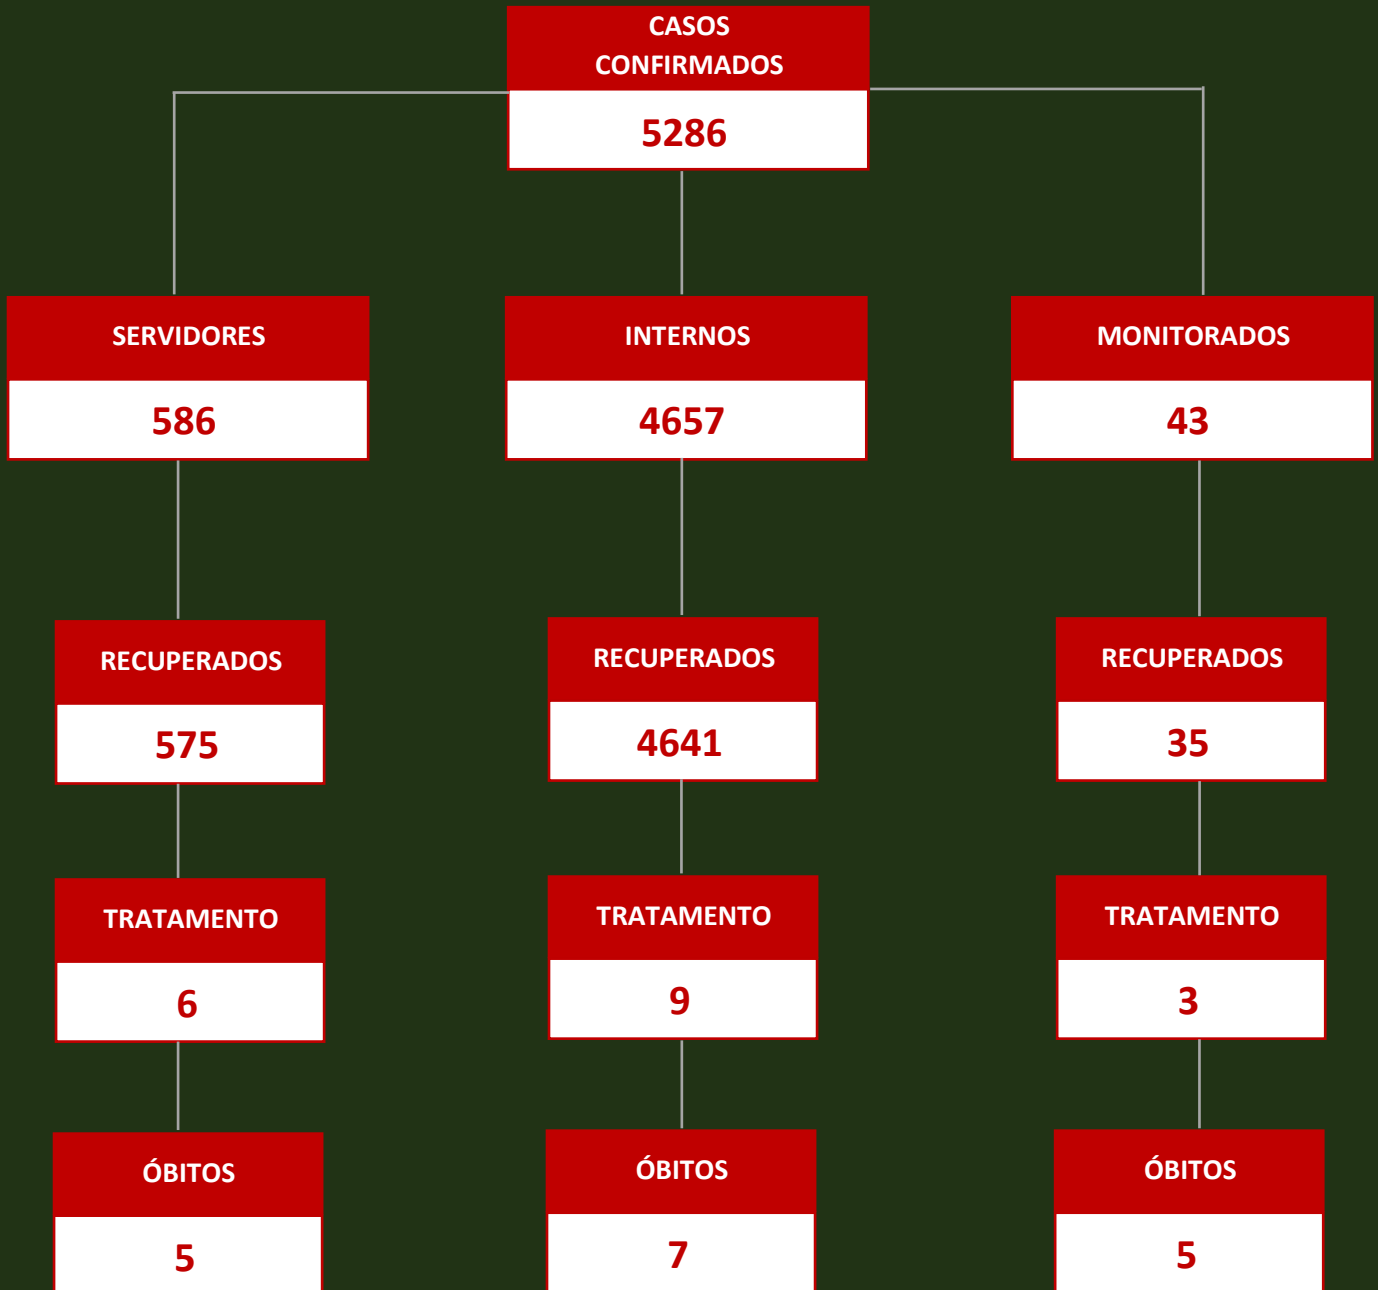 CASOS
CONFIRMADOS
5286
SERVIDORES
586
INTERNOS
4657
MONITORADOS
43
RECUPERADOS
575
RECUPERADOS
4641
RECUPERADOS
35
TRATAMENTO
6
TRATAMENTO
9
TRATAMENTO
3
ÓBITOS
5
ÓBITOS
7
ÓBITOS
5